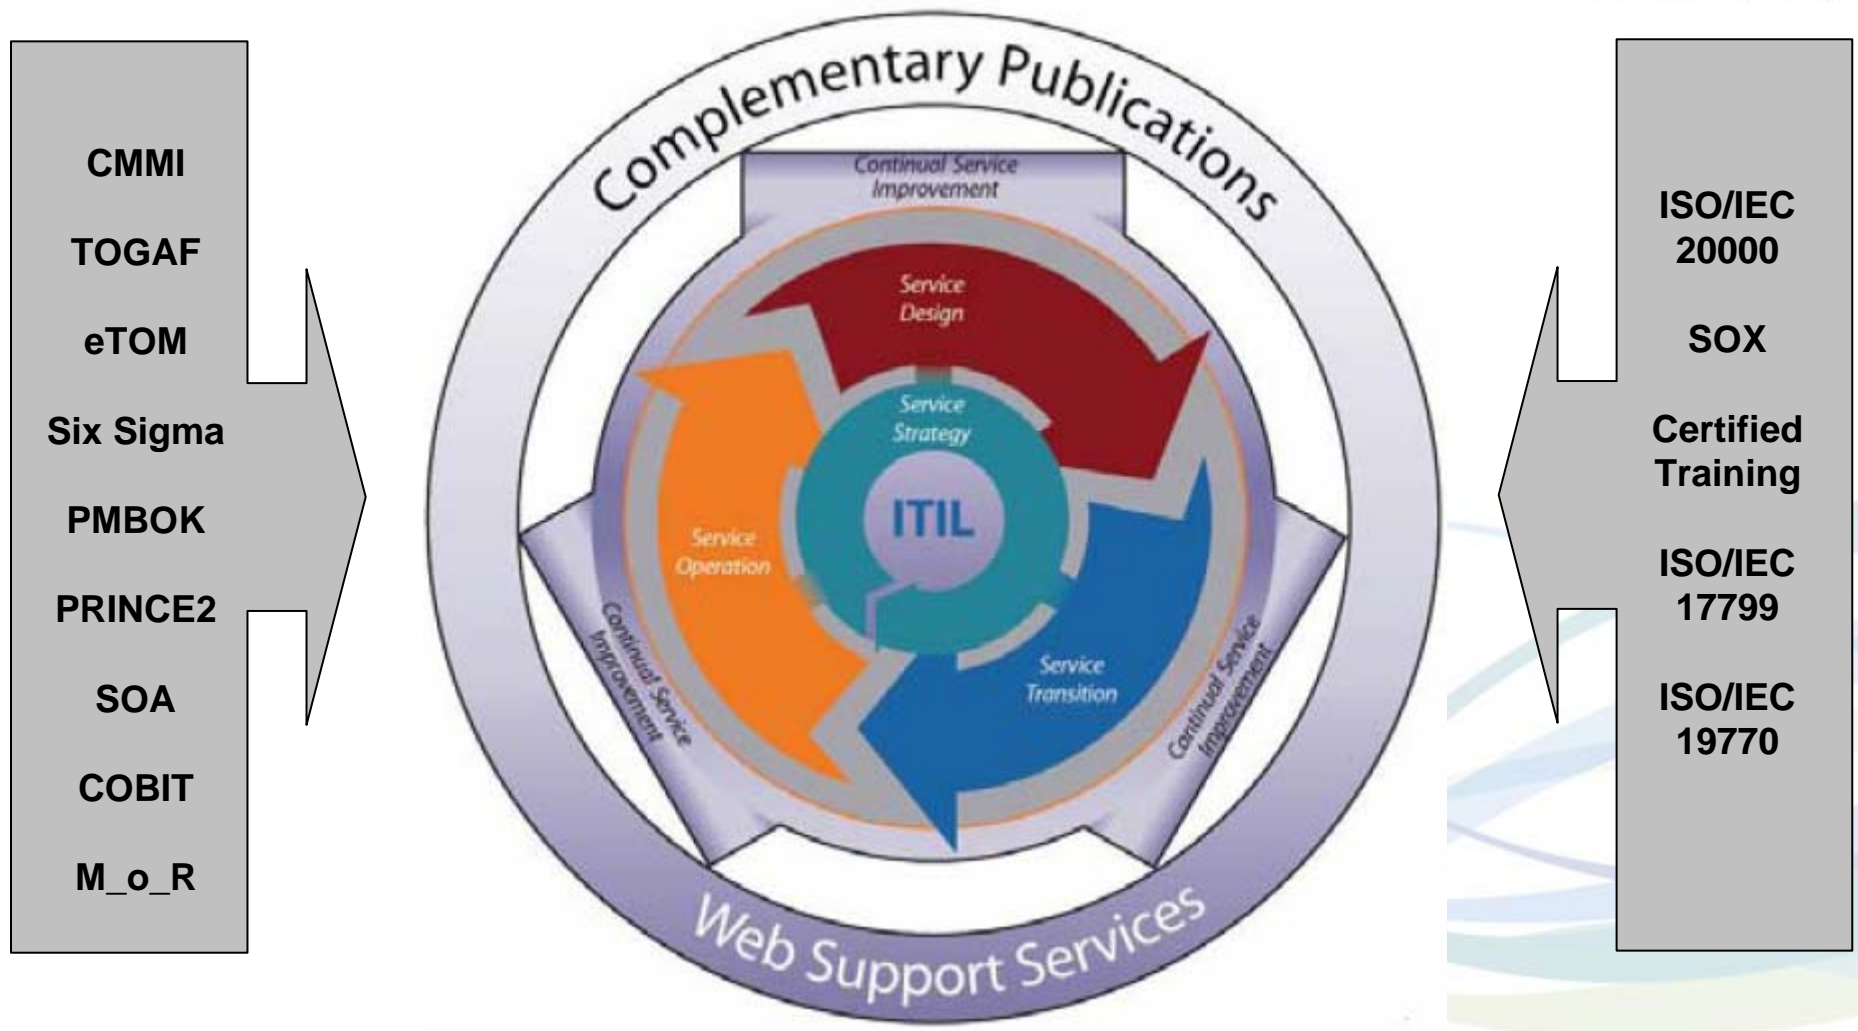 CMMI
TOGAF
eTOM
Six Sigma
PMBOK
PRINCE2
SOA
COBIT
M_o_R
Complementary Publications
Continual Service
Improvement
Service
Design
Service
Strategy
ITIL
Service
Operation
Service
Transition
Continual Service
Improvement
Continual Service
Improvement
Web Support Services
ISO/IEC
20000
SOX
Certified
Training
ISO/IEC
17799
ISO/IEC
19770